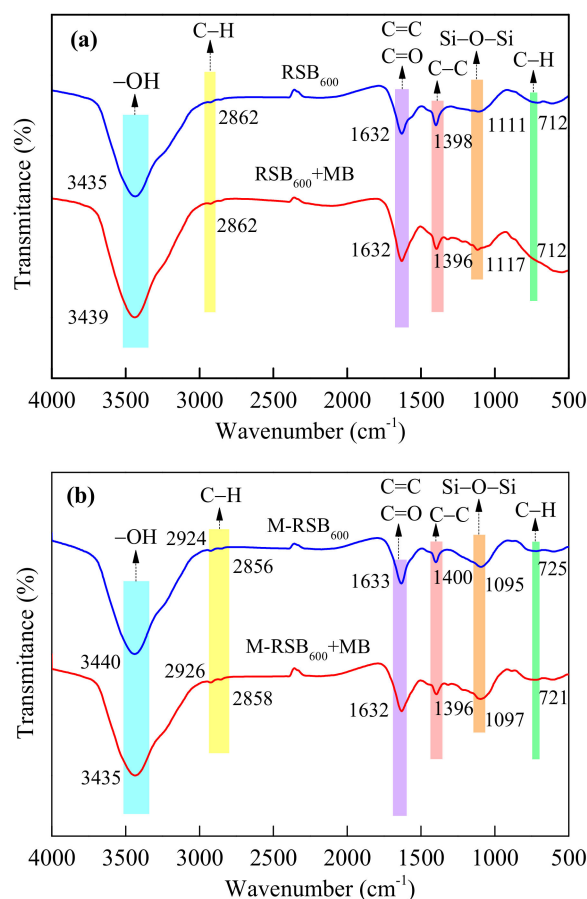 (a)
C–H
C=C
C=O
Si–O–Si
C–C
C–H
–OH
RSB600
2862
1632
1398
1111
712
3435
RSB600+MB
2862
1632
1396
1117
712
3439
Transmitance (%)
4000 3500 3000 2500 2000 1500 1000 500
Wavenumber (cm-1)
(b)
C–H
C=C
C=O
Si–O–Si
C–C
C–H
–OH
2924
M-RSB600
2856
1633
1400
1095
725
3440
2926
M-RSB600+MB
2858
1632
1396
1097
721
3435
Transmitance (%)
4000 3500 3000 2500 2000 1500 1000 500
Wavenumber (cm-1)